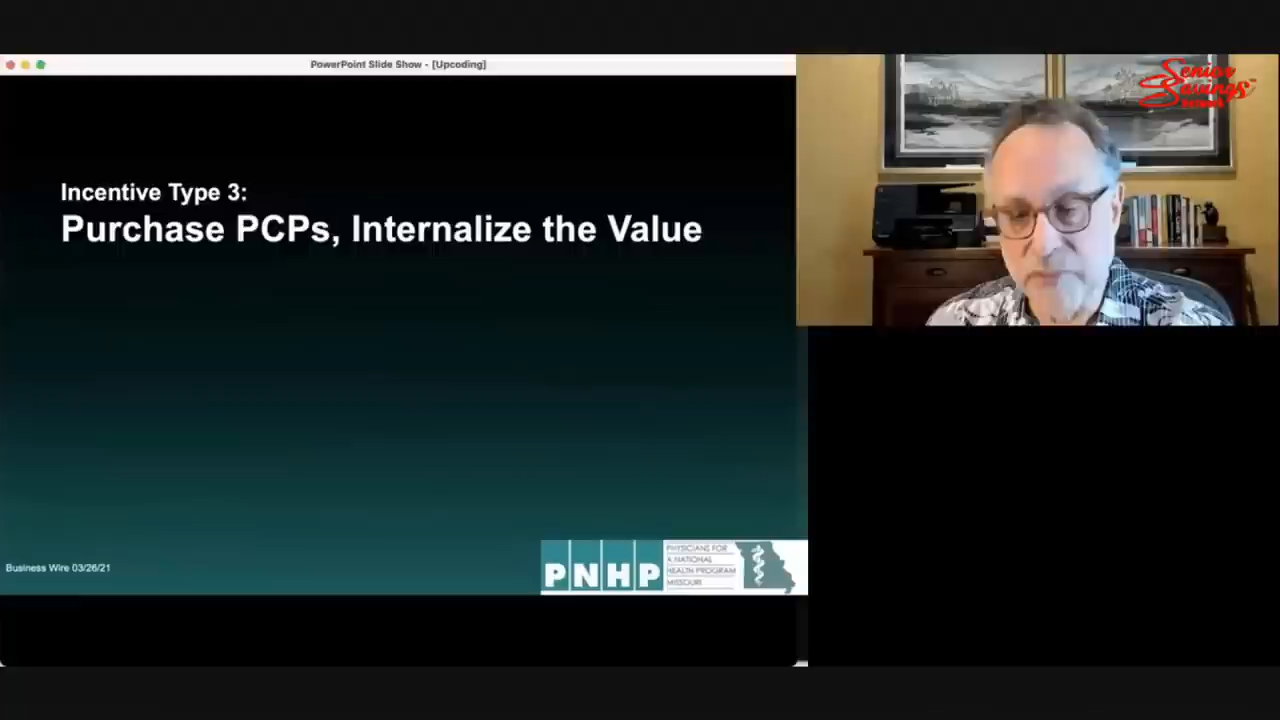 PowerPoint Slide Show - [Upcoding]
Senior
Savings
Incentive Type 3:
Purchase PCPs, Internalize the Value
Business Wire 03/26/21
PNHP
PHYSICIANS FOR
A NATIONAL
HEALTH PROGRAM
MISSOURI